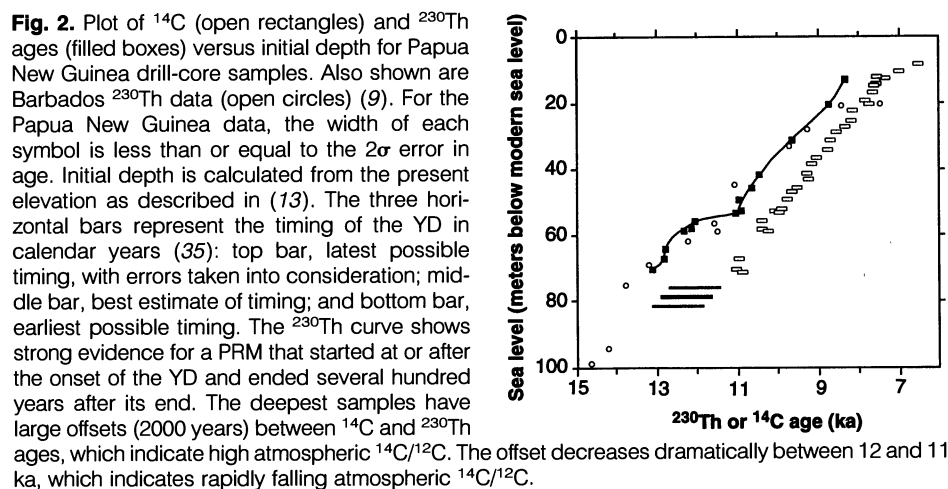 Fig. 2. Plot of ¹⁴C (open rectangles) and ²³⁰Th
ages (filled boxes) versus initial depth for Papua
New Guinea drill-core samples. Also shown are
Barbados ²³⁰Th data (open circles) (9). For the
Papua New Guinea data, the width of each
symbol is less than or equal to the 2σ error in
age. Initial depth is calculated from the present
elevation as described in (13). The three hori-
zontal bars represent the timing of the YD in
calendar years (35): top bar, latest possible
timing, with errors taken into consideration; mid-
dle bar, best estimate of timing; and bottom bar,
earliest possible timing. The ²³⁰Th curve shows
strong evidence for a PRM that started at or after
the onset of the YD and ended several hundred
years after its end. The deepest samples have
large offsets (2000 years) between ¹⁴C and ²³⁰Th
ages, which indicate high atmospheric ¹⁴C/¹²C. The offset decreases dramatically between 12 and 11
ka, which indicates rapidly falling atmospheric ¹⁴C/¹²C.
Sea level (meters below modern sea level)
0
20
40
60
80
100
15
13
11
9
7
²³⁰Th or ¹⁴C age (ka)